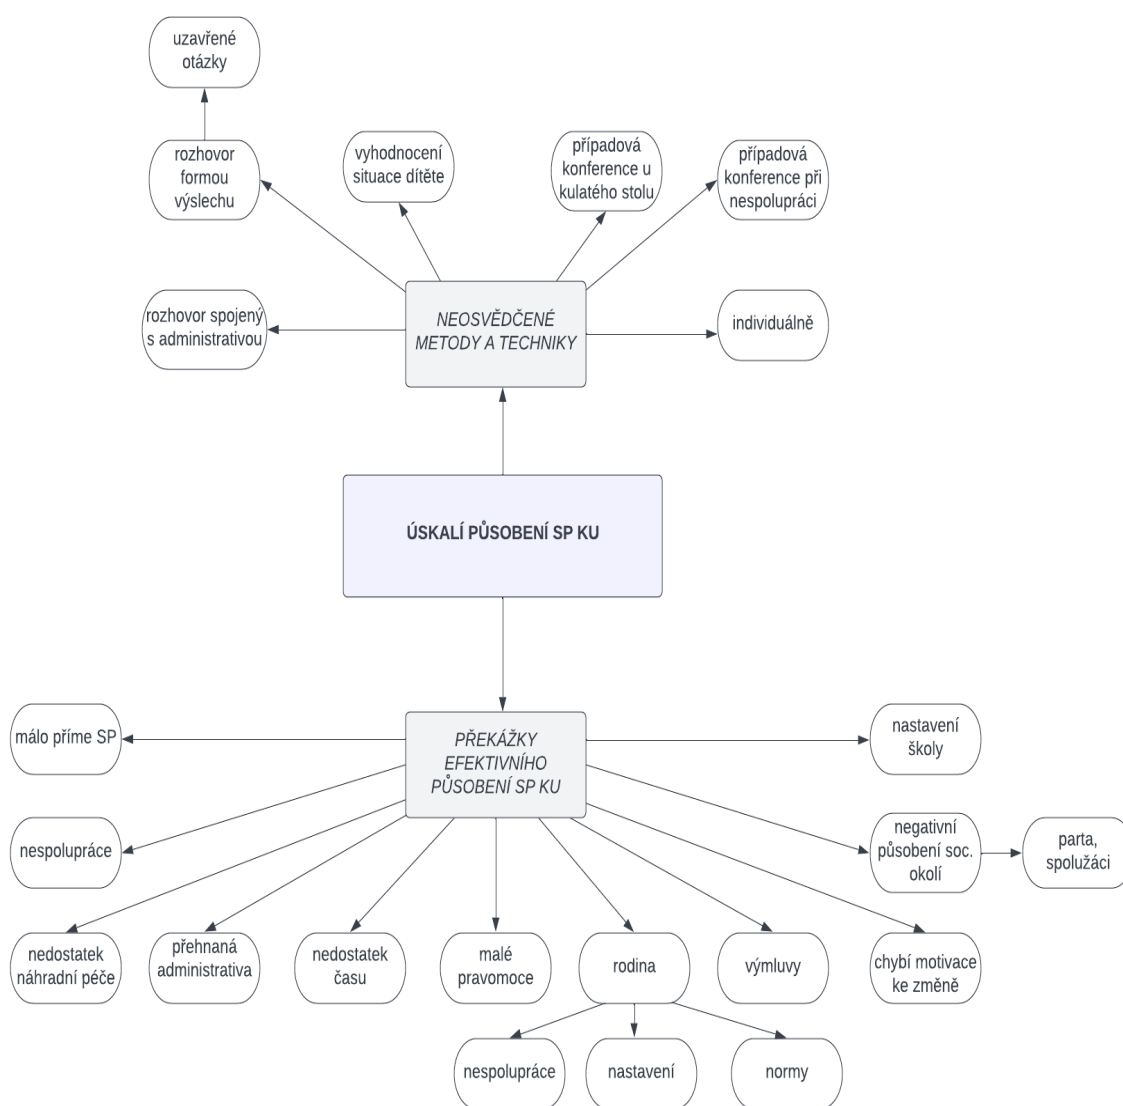 uzavřené
otázky
rozhovor
formou
výslechu
vyhodnocení
situace dítěte
případová
konference u
kulatého stolu
případová
konference při
nespolupráci
rozhovor spojený
s administrativou
NEOSVĚDČENÉ
METODY A TECHNIKY
individuálně
ÚSKALÍ PŮSOBENÍ SP KU
málo příme SP
PŘEKÁŽKY
EFEKTIVNÍHO
PŮSOBENÍ SP KU
nastavení
školy
nespolupráce
negativní
působení soc.
okolí
parta,
spolužáci
nedostatek
náhradní péče
přehnaná
administrativa
nedostatek
času
malé
pravomoce
rodina
výmluvy
chybí motivace
ke změně
nespolupráce
nastavení
normy